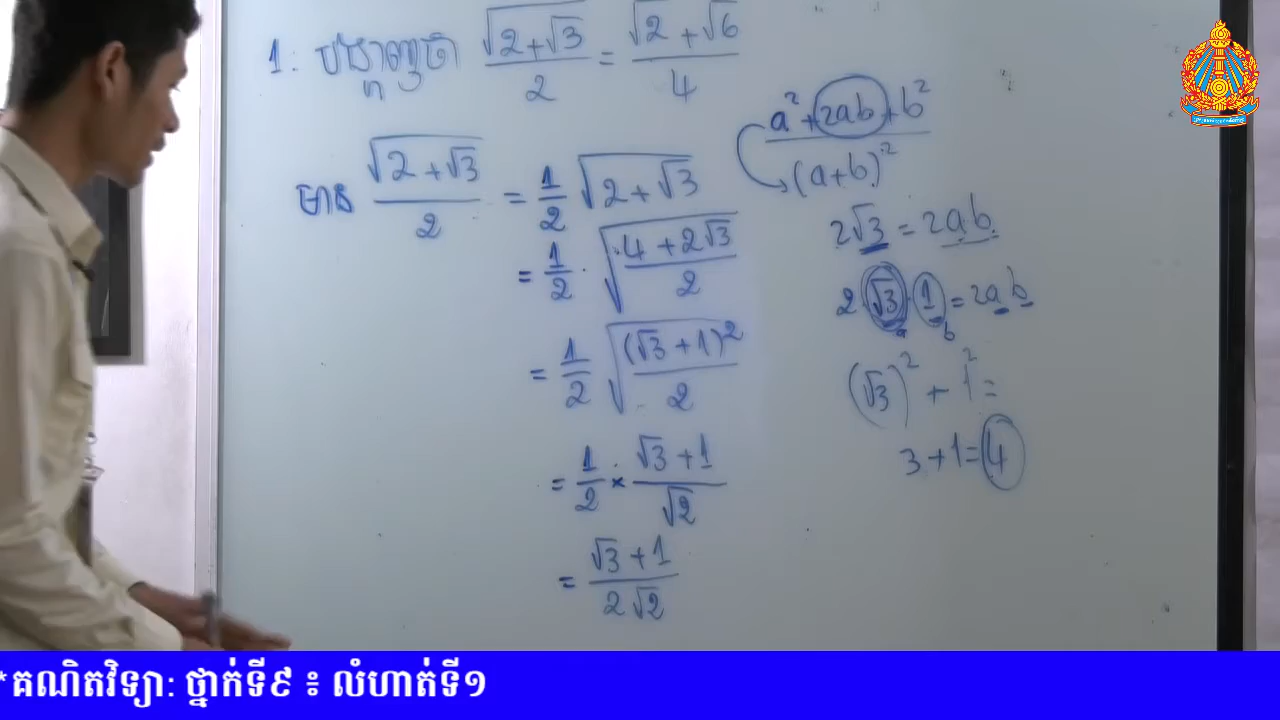 1. បង្ហាញថា √(2+√3)/2 = (√2+√6)/4
មាន √(2+√3)/2 = 1/2 √(2+√3)
= 1/2 · √((4+2√3)/2)
= 1/2 √((√3+1)²/2)
= 1/2 × (√3+1)/√2
= (√3+1)/(2√2)
a²+2ab+b²
(a+b)²
2√3 = 2ab
2·√3·1 = 2ab
a b
(√3)² + 1² =
3+1=4
*គណិតវិទ្យា: ថ្នាក់ទី៩ ៖ លំហាត់ទី១